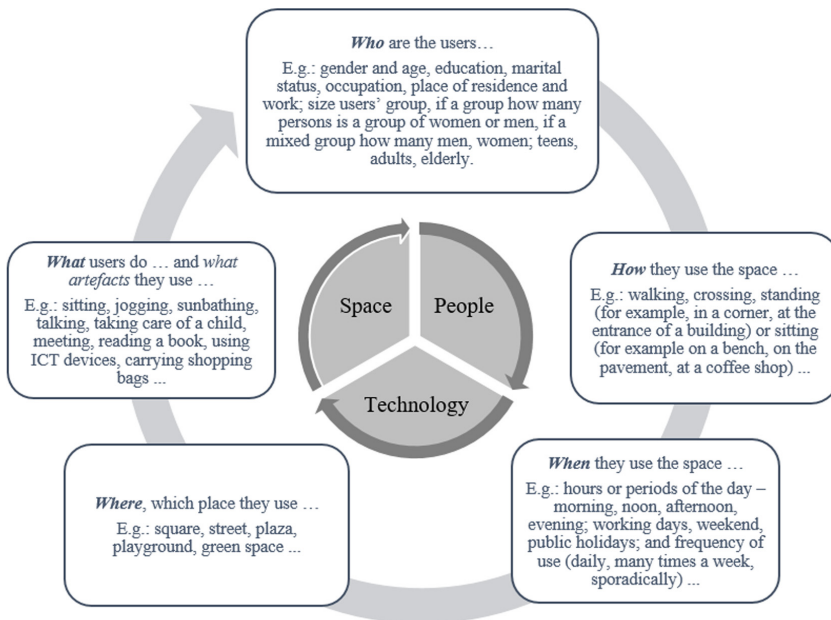 Who are the users…
E.g.: gender and age, education, marital
status, occupation, place of residence and
work; size users’ group, if a group how many
persons is a group of women or men, if a
mixed group how many men, women; teens,
adults, elderly.
How they use the space …
E.g.: walking, crossing, standing
(for example, in a corner, at the
entrance of a building) or sitting
(for example on a bench, on the
pavement, at a coffee shop) ...
When they use the space …
E.g.: hours or periods of the day –
morning, noon, afternoon,
evening; working days, weekend,
public holidays; and frequency of
use (daily, many times a week,
sporadically) ...
Where, which place they use …
E.g.: square, street, plaza,
playground, green space ...
What users do … and what
artefacts they use …
E.g.: sitting, jogging, sunbathing,
talking, taking care of a child,
meeting, reading a book, using
ICT devices, carrying shopping
bags ...
Space
People
Technology